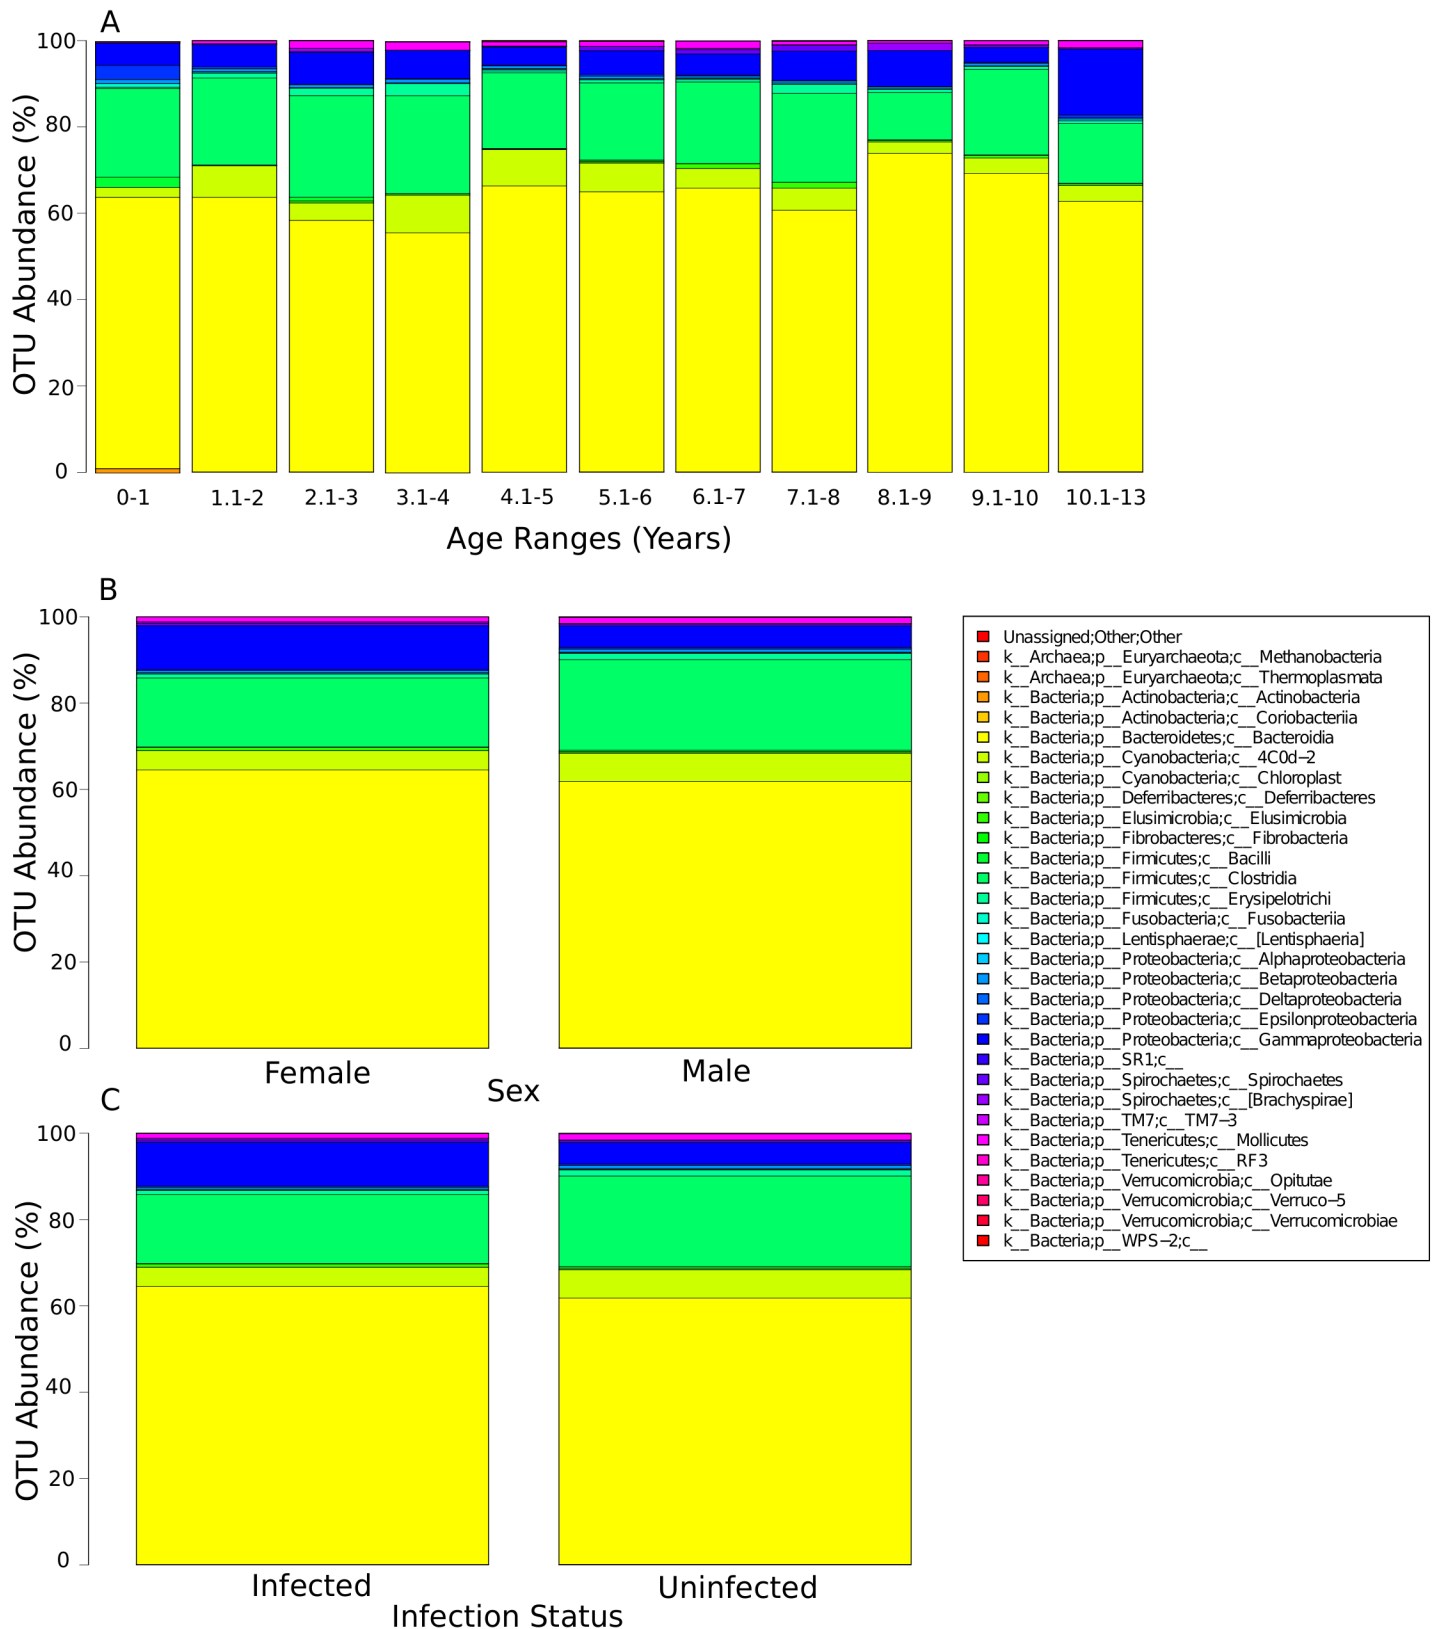 A
100
80
60
40
20
0
OTU Abundance (%)
0-1 1.1-2 2.1-3 3.1-4 4.1-5 5.1-6 6.1-7 7.1-8 8.1-9 9.1-10 10.1-13
Age Ranges (Years)
B
100
80
60
40
20
0
OTU Abundance (%)
Female Male
Sex
C
100
80
60
40
20
0
OTU Abundance (%)
Infected Uninfected
Infection Status
Unassigned;Other;Other
k__Archaea;p__Euryarchaeota;c__Methanobacteria
k__Archaea;p__Euryarchaeota;c__Thermoplasmata
k__Bacteria;p__Actinobacteria;c__Actinobacteria
k__Bacteria;p__Actinobacteria;c__Coriobacteriia
k__Bacteria;p__Bacteroidetes;c__Bacteroidia
k__Bacteria;p__Cyanobacteria;c__4C0d−2
k__Bacteria;p__Cyanobacteria;c__Chloroplast
k__Bacteria;p__Deferribacteres;c__Deferribacteres
k__Bacteria;p__Elusimicrobia;c__Elusimicrobia
k__Bacteria;p__Fibrobacteres;c__Fibrobacteria
k__Bacteria;p__Firmicutes;c__Bacilli
k__Bacteria;p__Firmicutes;c__Clostridia
k__Bacteria;p__Firmicutes;c__Erysipelotrichi
k__Bacteria;p__Fusobacteria;c__Fusobacteriia
k__Bacteria;p__Lentisphaerae;c__[Lentisphaeria]
k__Bacteria;p__Proteobacteria;c__Alphaproteobacteria
k__Bacteria;p__Proteobacteria;c__Betaproteobacteria
k__Bacteria;p__Proteobacteria;c__Deltaproteobacteria
k__Bacteria;p__Proteobacteria;c__Epsilonproteobacteria
k__Bacteria;p__Proteobacteria;c__Gammaproteobacteria
k__Bacteria;p__SR1;c__
k__Bacteria;p__Spirochaetes;c__Spirochaetes
k__Bacteria;p__Spirochaetes;c__[Brachyspirae]
k__Bacteria;p__TM7;c__TM7−3
k__Bacteria;p__Tenericutes;c__Mollicutes
k__Bacteria;p__Tenericutes;c__RF3
k__Bacteria;p__Verrucomicrobia;c__Opitutae
k__Bacteria;p__Verrucomicrobia;c__Verruco−5
k__Bacteria;p__Verrucomicrobia;c__Verrucomicrobiae
k__Bacteria;p__WPS−2;c__